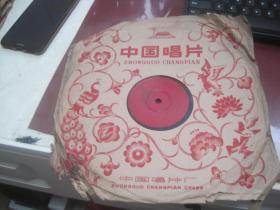 中国唱片
ZHONGGUO CHANGPIAN
中国唱片厂
ZHONGGUO CHANGPIAN CHANG